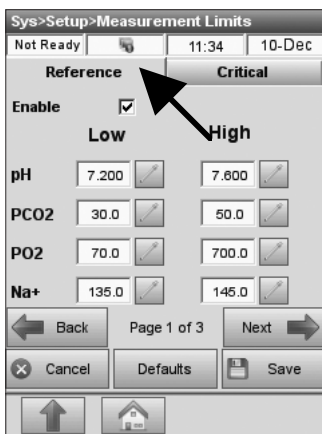 Sys>Setup>Measurement Limits
Not Ready 11:34 10-Dec
Reference Critical
Enable
Low High
pH 7.200 7.600
PCO2 30.0 50.0
PO2 70.0 700.0
Na+ 135.0 145.0
Back Page 1 of 3 Next
Cancel Defaults Save